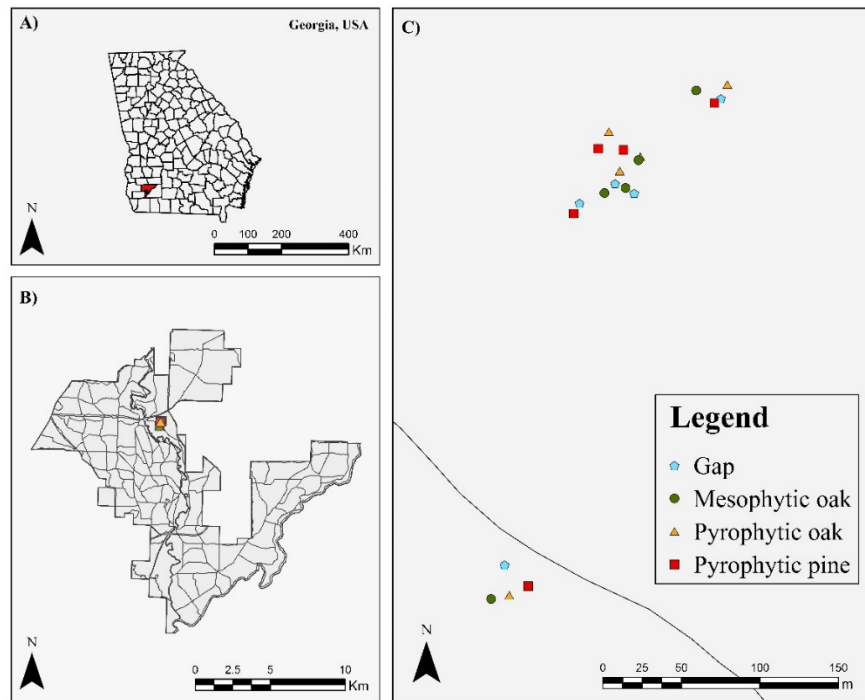 A)
Georgia, USA
N
0 100 200 400
Km
B)
N
0 2.5 5 10
Km
C)
Legend
Gap
Mesophytic oak
Pyrophytic oak
Pyrophytic pine
N
0 25 50 100 150
m